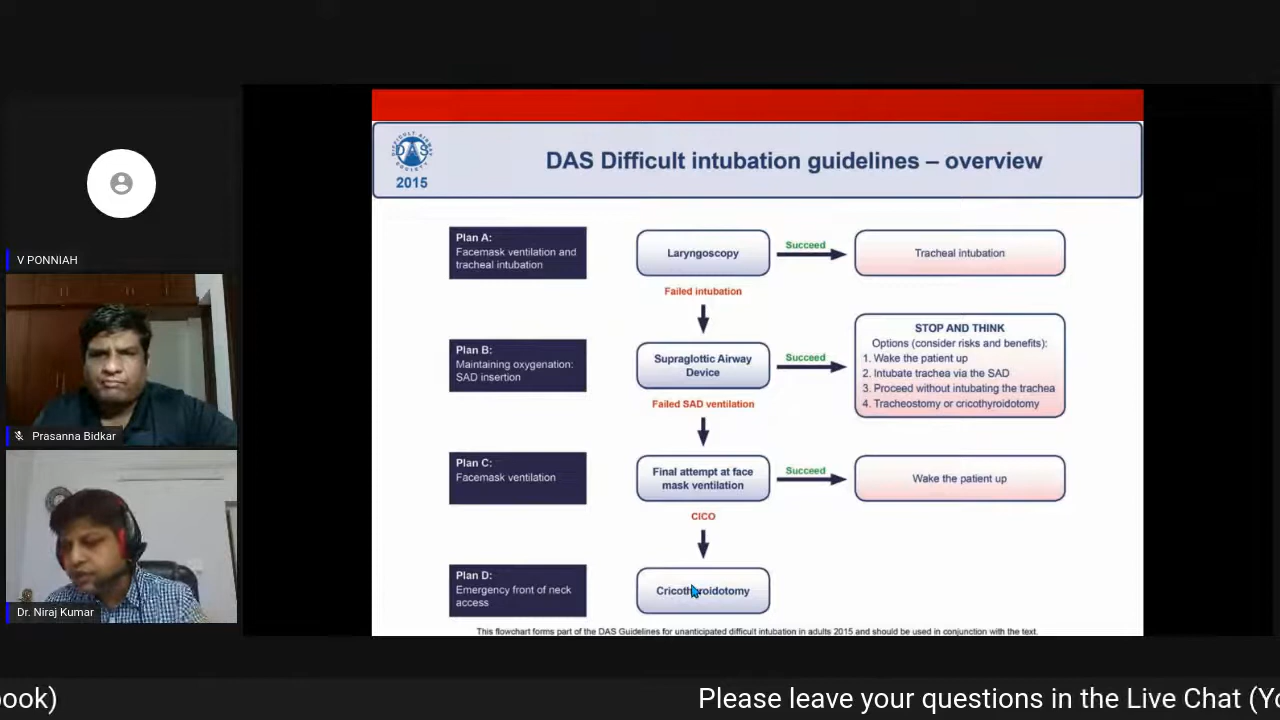 DAS
2015
DAS Difficult intubation guidelines – overview
Plan A:
Facemask ventilation and
tracheal intubation
Laryngoscopy
Succeed
Tracheal intubation
Failed intubation
Plan B:
Maintaining oxygenation:
SAD insertion
Supraglottic Airway
Device
Succeed
STOP AND THINK
Options (consider risks and benefits):
1. Wake the patient up
2. Intubate trachea via the SAD
3. Proceed without intubating the trachea
4. Tracheostomy or cricothyroidotomy
Failed SAD ventilation
Plan C:
Facemask ventilation
Final attempt at face
mask ventilation
Succeed
Wake the patient up
CICO
Plan D:
Emergency front of neck
access
Cricothyroidotomy
This flowchart forms part of the DAS Guidelines for unanticipated difficult intubation in adults 2015 and should be used in conjunction with the text.
V PONNIAH
Prasanna Bidkar
Dr. Niraj Kumar
ook) Please leave your questions in the Live Chat (Yo